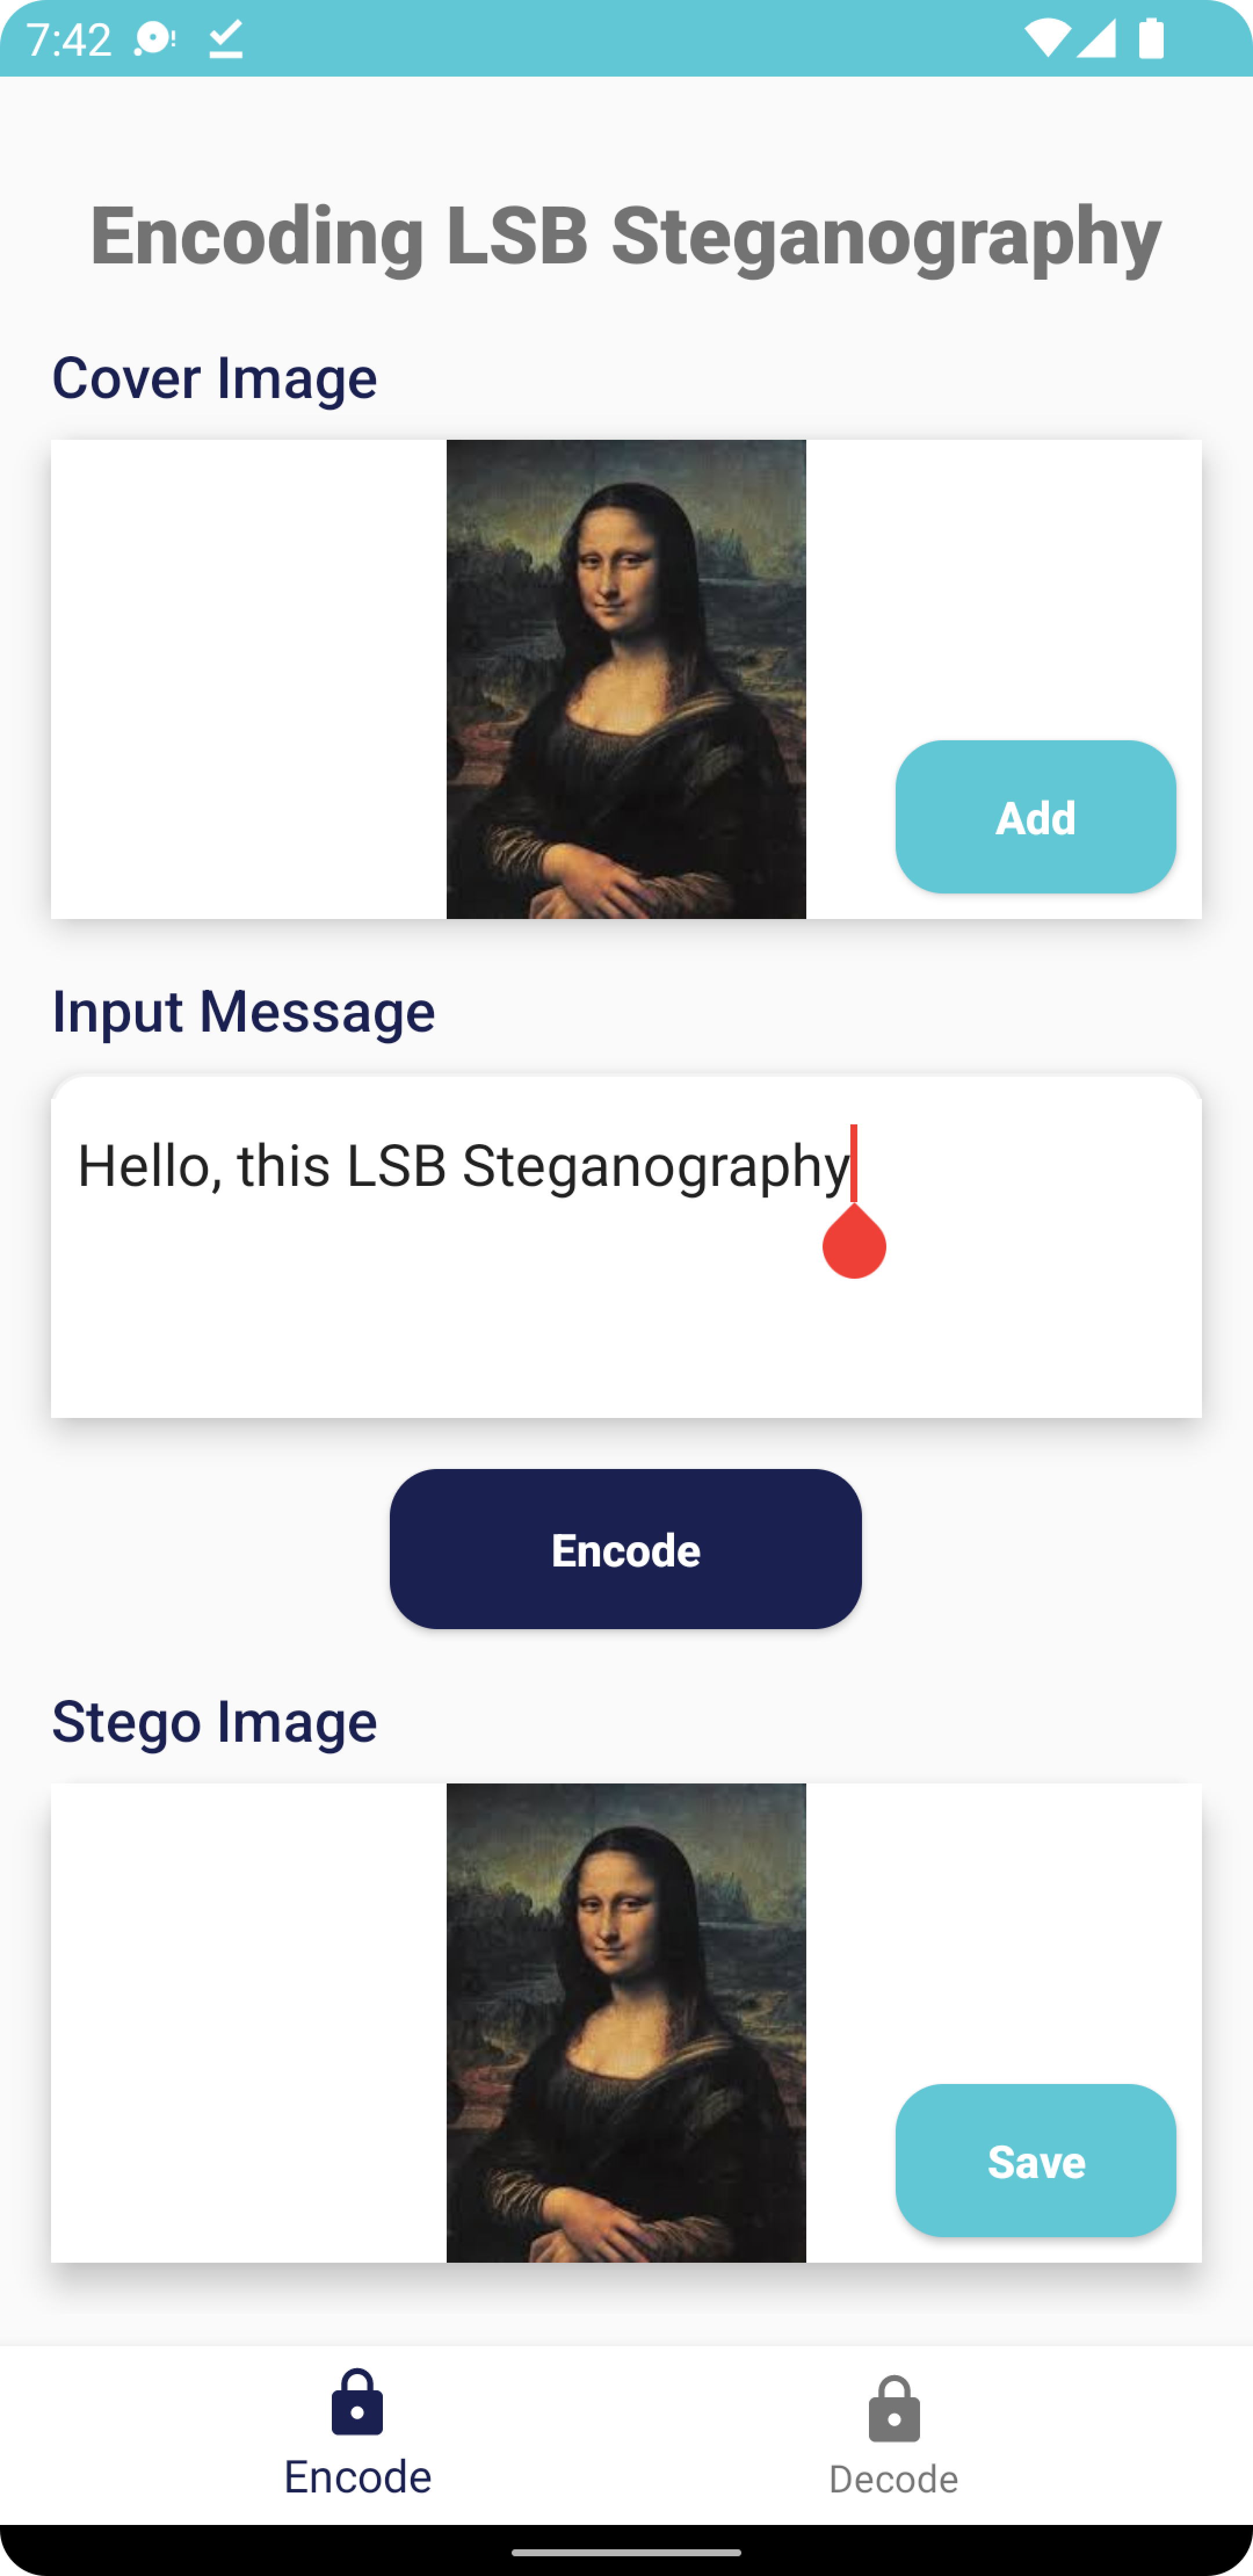 7:42
Encoding LSB Steganography
Cover Image
Add
Input Message
Hello, this LSB Steganography
Encode
Stego Image
Save
Encode
Decode